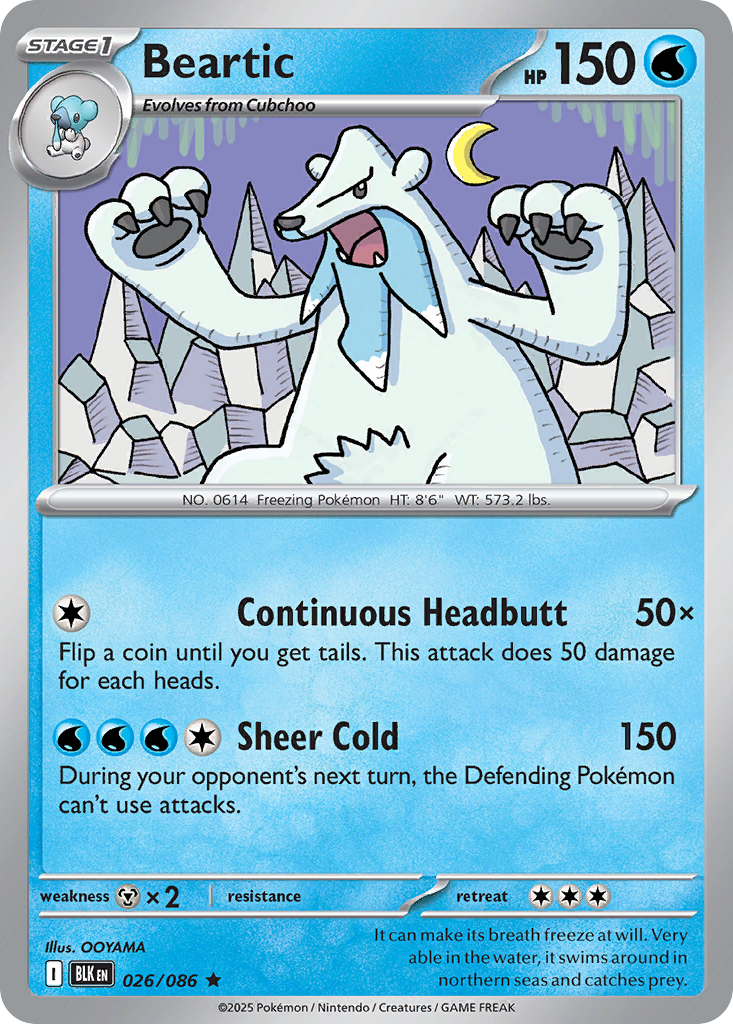 STAGE1
Beartic
HP 150
Evolves from Cubchoo
NO. 0614 Freezing Pokémon HT: 8'6" WT: 573.2 lbs.
Continuous Headbutt 50×
Flip a coin until you get tails. This attack does 50 damage
for each heads.
Sheer Cold 150
During your opponent's next turn, the Defending Pokémon
can't use attacks.
weakness ×2 resistance retreat
Illus. OOYAMA
I BLK EN 026/086 ★
It can make its breath freeze at will. Very
able in the water, it swims around in
northern seas and catches prey.
©2025 Pokémon / Nintendo / Creatures / GAME FREAK